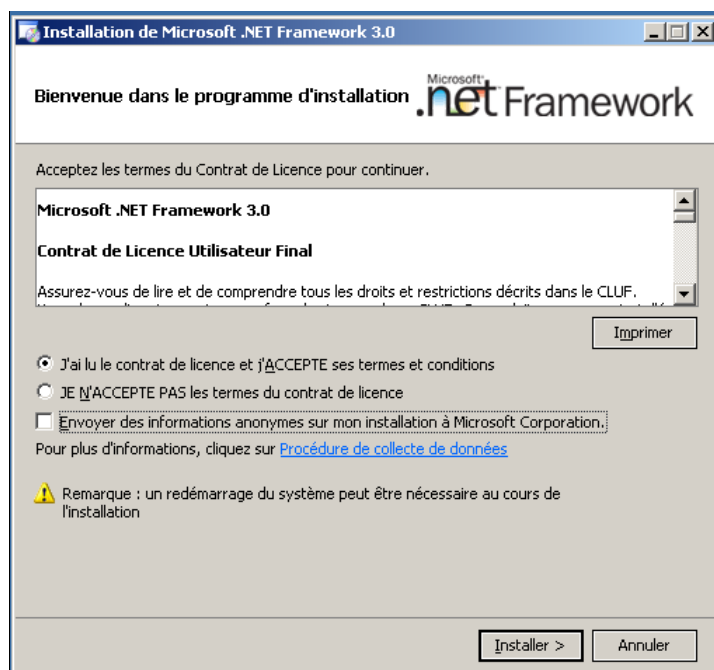 Installation de Microsoft .NET Framework 3.0
Bienvenue dans le programme d'installation
Microsoft
.net Framework
Acceptez les termes du Contrat de Licence pour continuer.
Microsoft .NET Framework 3.0
Contrat de Licence Utilisateur Final
Assurez-vous de lire et de comprendre tous les droits et restrictions décrits dans le CLUF.
Imprimer
J'ai lu le contrat de licence et j'ACCEPTE ses termes et conditions
JE N'ACCEPTE PAS les termes du contrat de licence
Envoyer des informations anonymes sur mon installation à Microsoft Corporation.
Pour plus d'informations, cliquez sur Procédure de collecte de données
Remarque : un redémarrage du système peut être nécessaire au cours de
l'installation
Installer >
Annuler